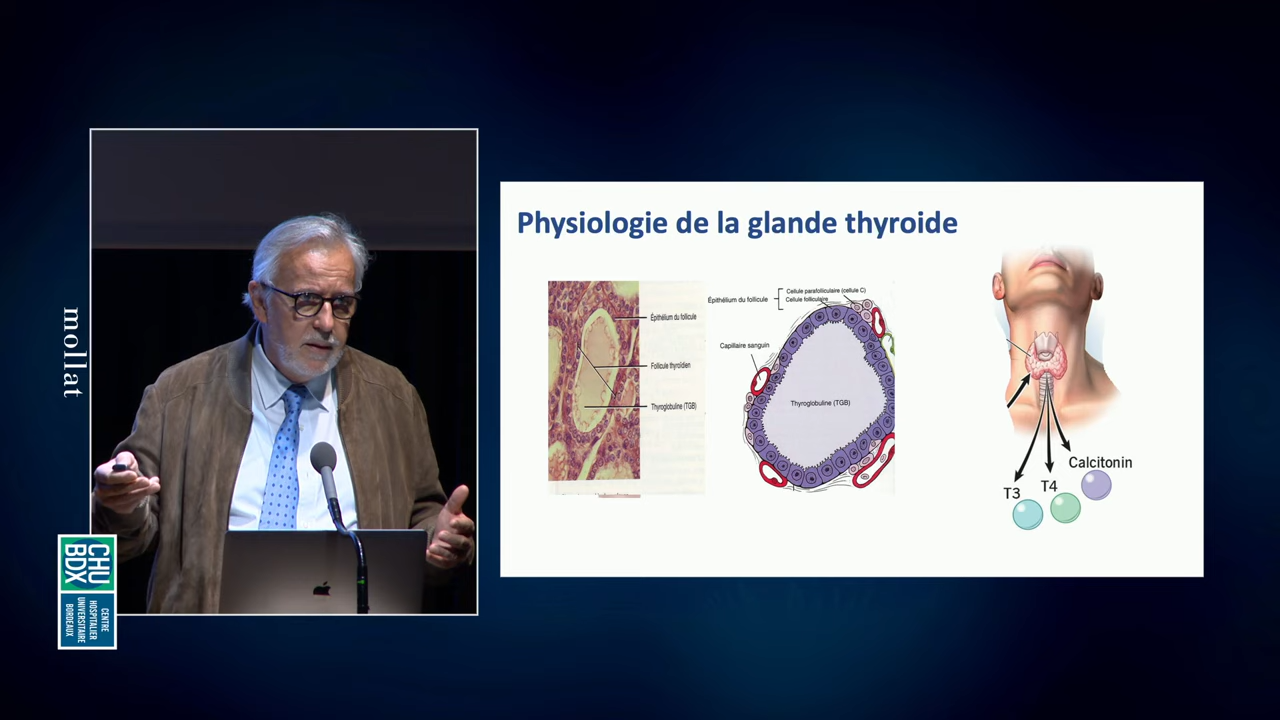 mollat
CHU
BDX
CENTRE
HOSPITALIER
UNIVERSITAIRE
BORDEAUX
Physiologie de la glande thyroide
Épithélium du follicule
Follicule thyroïdien
Thyroglobuline (TGB)
Épithélium du follicule
Cellule parafolliculaire (cellule C)
Cellule folliculaire
Capillaire sanguin
Thyroglobuline (TGB)
T3
T4
Calcitonin